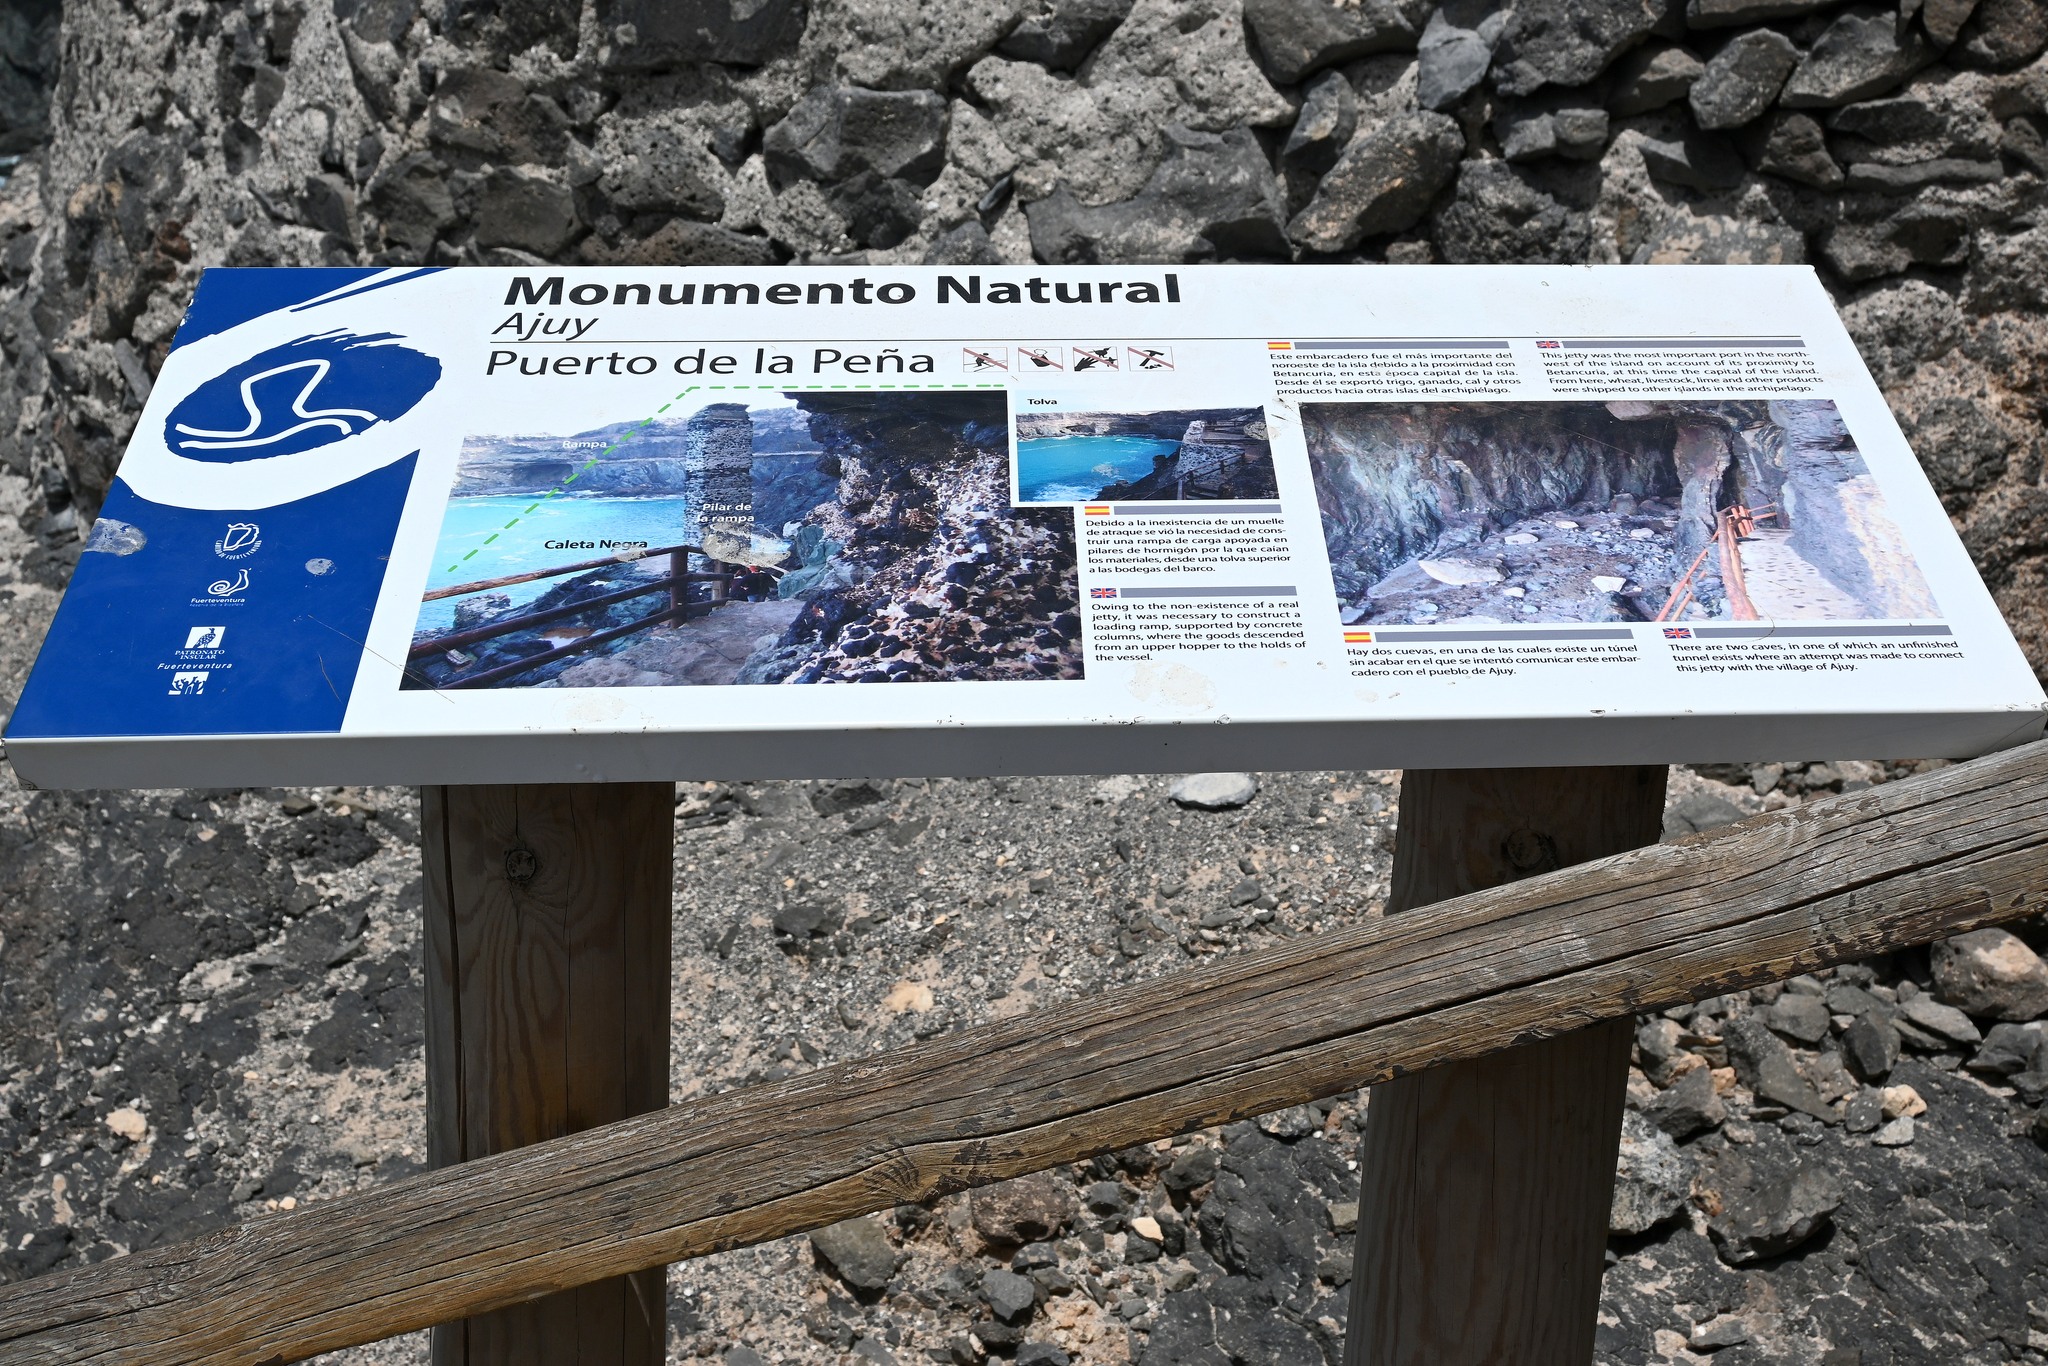 Monumento Natural
Ajuy
Puerto de la Peña
Este embarcadero fue el más importante del
noroeste de la isla debido a la proximidad con
Betancuria, en esta época capital de la isla.
Desde él se exportó trigo, ganado, cal y otros
productos hacia otras islas del archipiélago.
This jetty was the most important port in the north-
west of the island on account of its proximity to
Betancuria, at this time the capital of the island.
From here, wheat, livestock, lime and other products
were shipped to other islands in the archipelago.
Rampa
Pilar de
la rampa
Caleta Negra
Tolva
Debido a la inexistencia de un muelle
de atraque se vió la necesidad de cons-
truir una rampa de carga apoyada en
pilares de hormigón por la que caían
los materiales, desde una tolva superior
a las bodegas del barco.
Owing to the non-existence of a real
jetty, it was necessary to construct a
loading ramp, supported by concrete
columns, where the goods descended
from an upper hopper to the holds of
the vessel.
Hay dos cuevas, en una de las cuales existe un túnel
sin acabar en el que se intentó comunicar este embar-
cadero con el pueblo de Ajuy.
There are two caves, in one of which an unfinished
tunnel exists where an attempt was made to connect
this jetty with the village of Ajuy.
Fuerteventura
Reserva de la Biosfera
PATRONATO
INSULAR
Fuerteventura